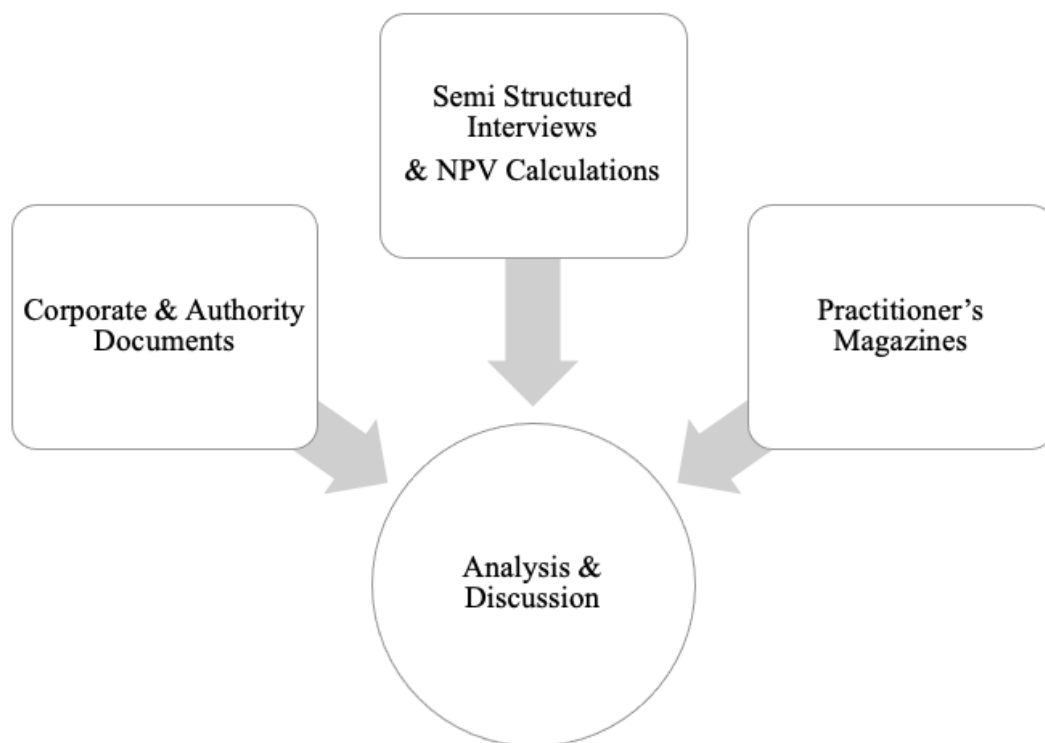 Semi Structured
Interviews
& NPV Calculations
Corporate & Authority
Documents
Practitioner’s
Magazines
Analysis &
Discussion